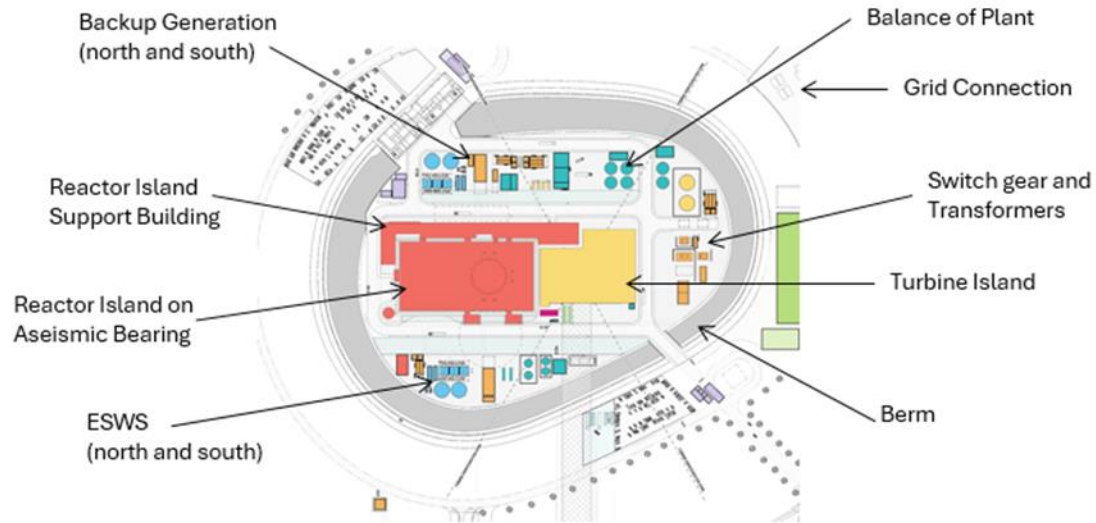 Backup Generation
(north and south)
Balance of Plant
Grid Connection
Reactor Island
Support Building
Switch gear and
Transformers
Reactor Island on
Aseismic Bearing
Turbine Island
ESWS
(north and south)
Berm